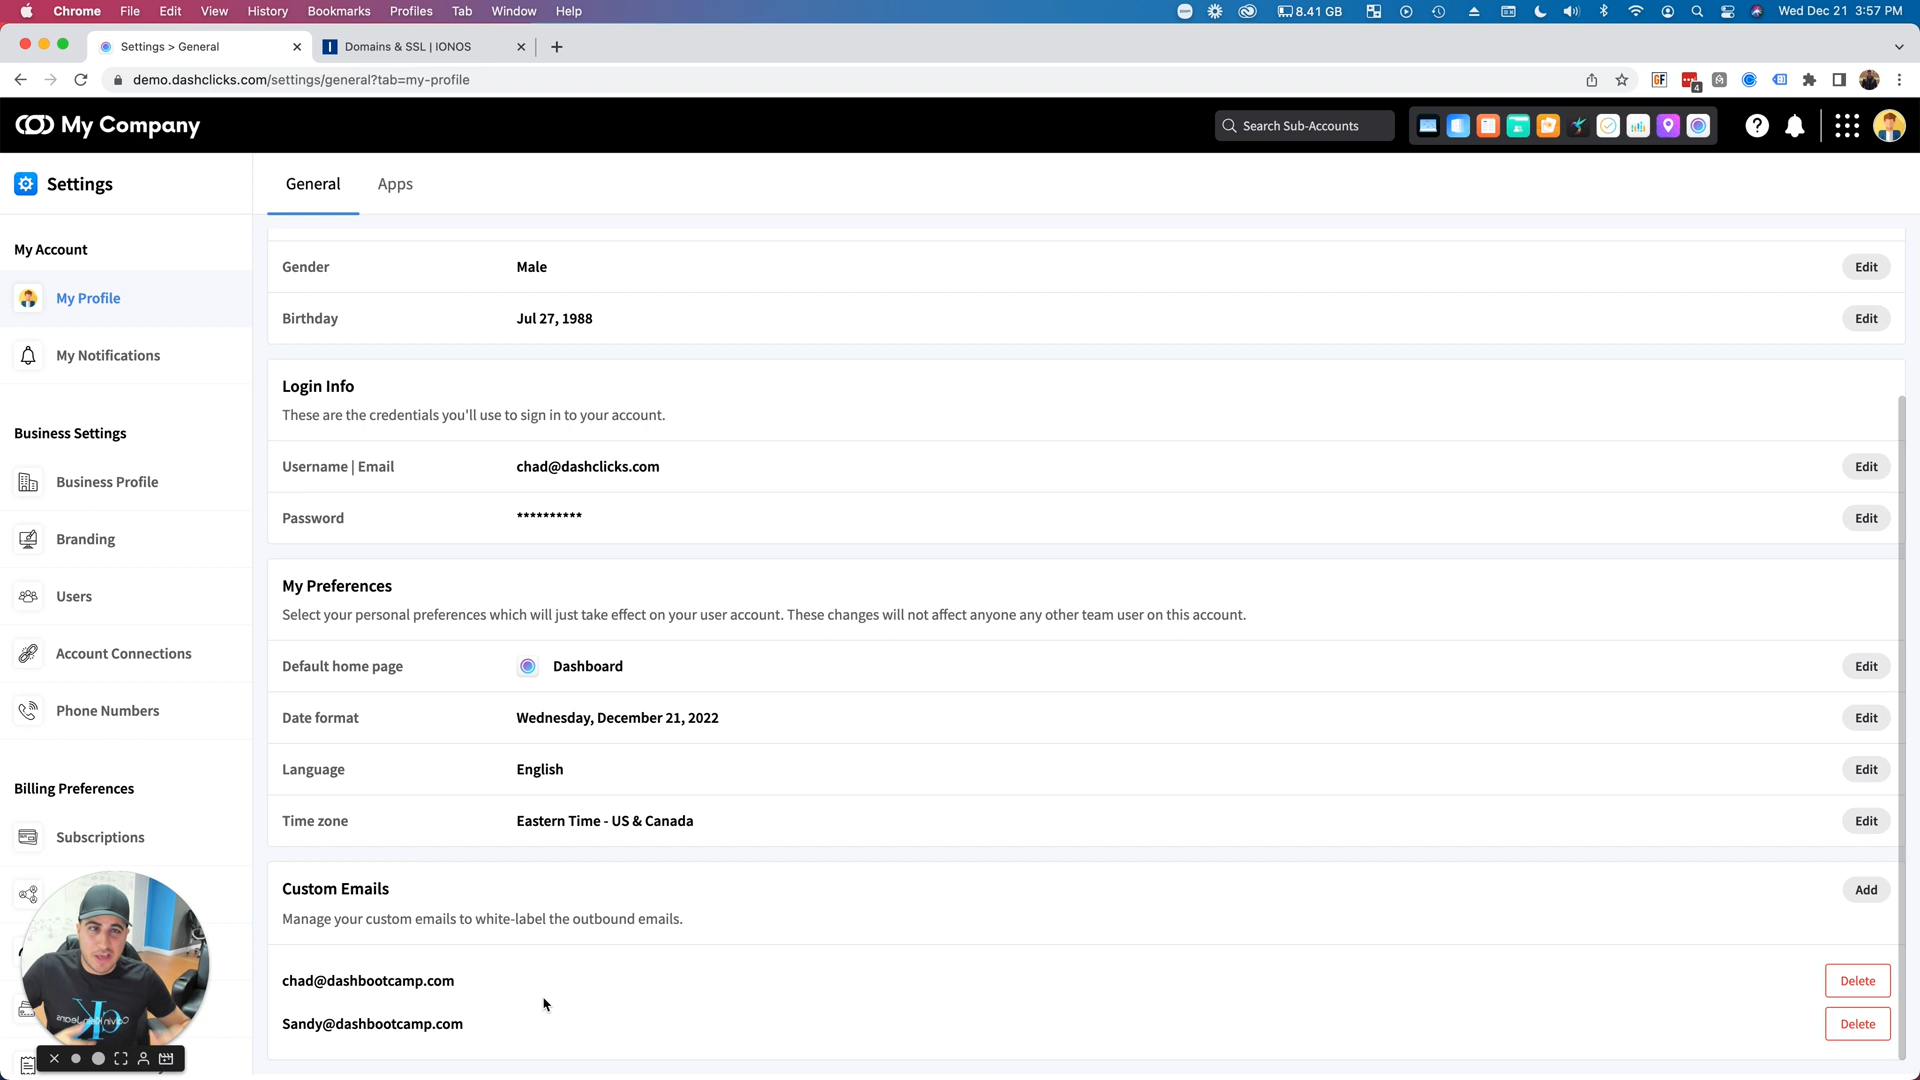 Chrome File Edit View History Bookmarks Profiles Tab Window Help 8.41 GB Wed Dec 21 3:57 PM
Settings > General Domains & SSL | IONOS
demo.dashclicks.com/settings/general?tab=my-profile
GF 4
My Company Search Sub-Accounts
Settings General Apps
My Account
My Profile
My Notifications
Business Settings
Business Profile
Branding
Users
Account Connections
Phone Numbers
Billing Preferences
Subscriptions
Gender Male Edit
Birthday Jul 27, 1988 Edit
Login Info
These are the credentials you'll use to sign in to your account.
Username | Email chad@dashclicks.com Edit
Password ********** Edit
My Preferences
Select your personal preferences which will just take effect on your user account. These changes will not affect anyone any other team user on this account.
Default home page Dashboard Edit
Date format Wednesday, December 21, 2022 Edit
Language English Edit
Time zone Eastern Time - US & Canada Edit
Custom Emails Add
Manage your custom emails to white-label the outbound emails.
chad@dashbootcamp.com Delete
Sandy@dashbootcamp.com Delete